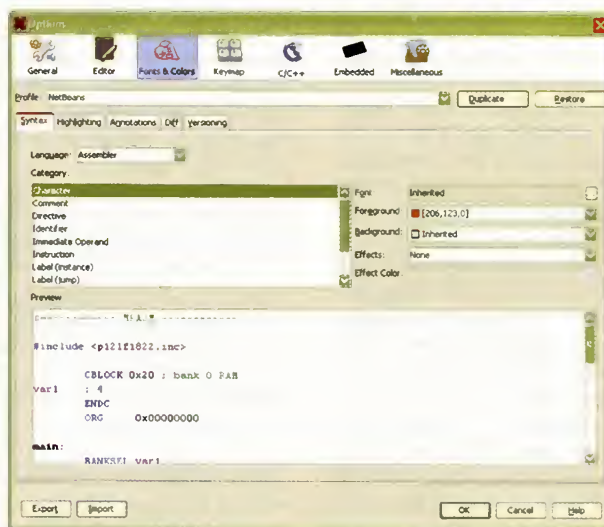 Options
General Editor Fonts & Colors Keymap C/C++ Embedded Miscellaneous
Profile: NetBeans Duplicate Restore
Syntax Highlighting Annotations Diff Versioning
Language: Assembler
Category:
Character
Comment
Directive
Identifier
Immediate Operand
Instruction
Label (instance)
Label (jump)
Font: Inherited
Foreground: [206,123,0]
Background: Inherited
Effects: None
Effect Color:
Preview
#include <p121f1822.inc>
CBLOCK 0x20 ; bank 0 RAM
var1 : 4
ENDC
ORG 0x00000000
main:
BANKSEL var1
Export Import OK Cancel Help